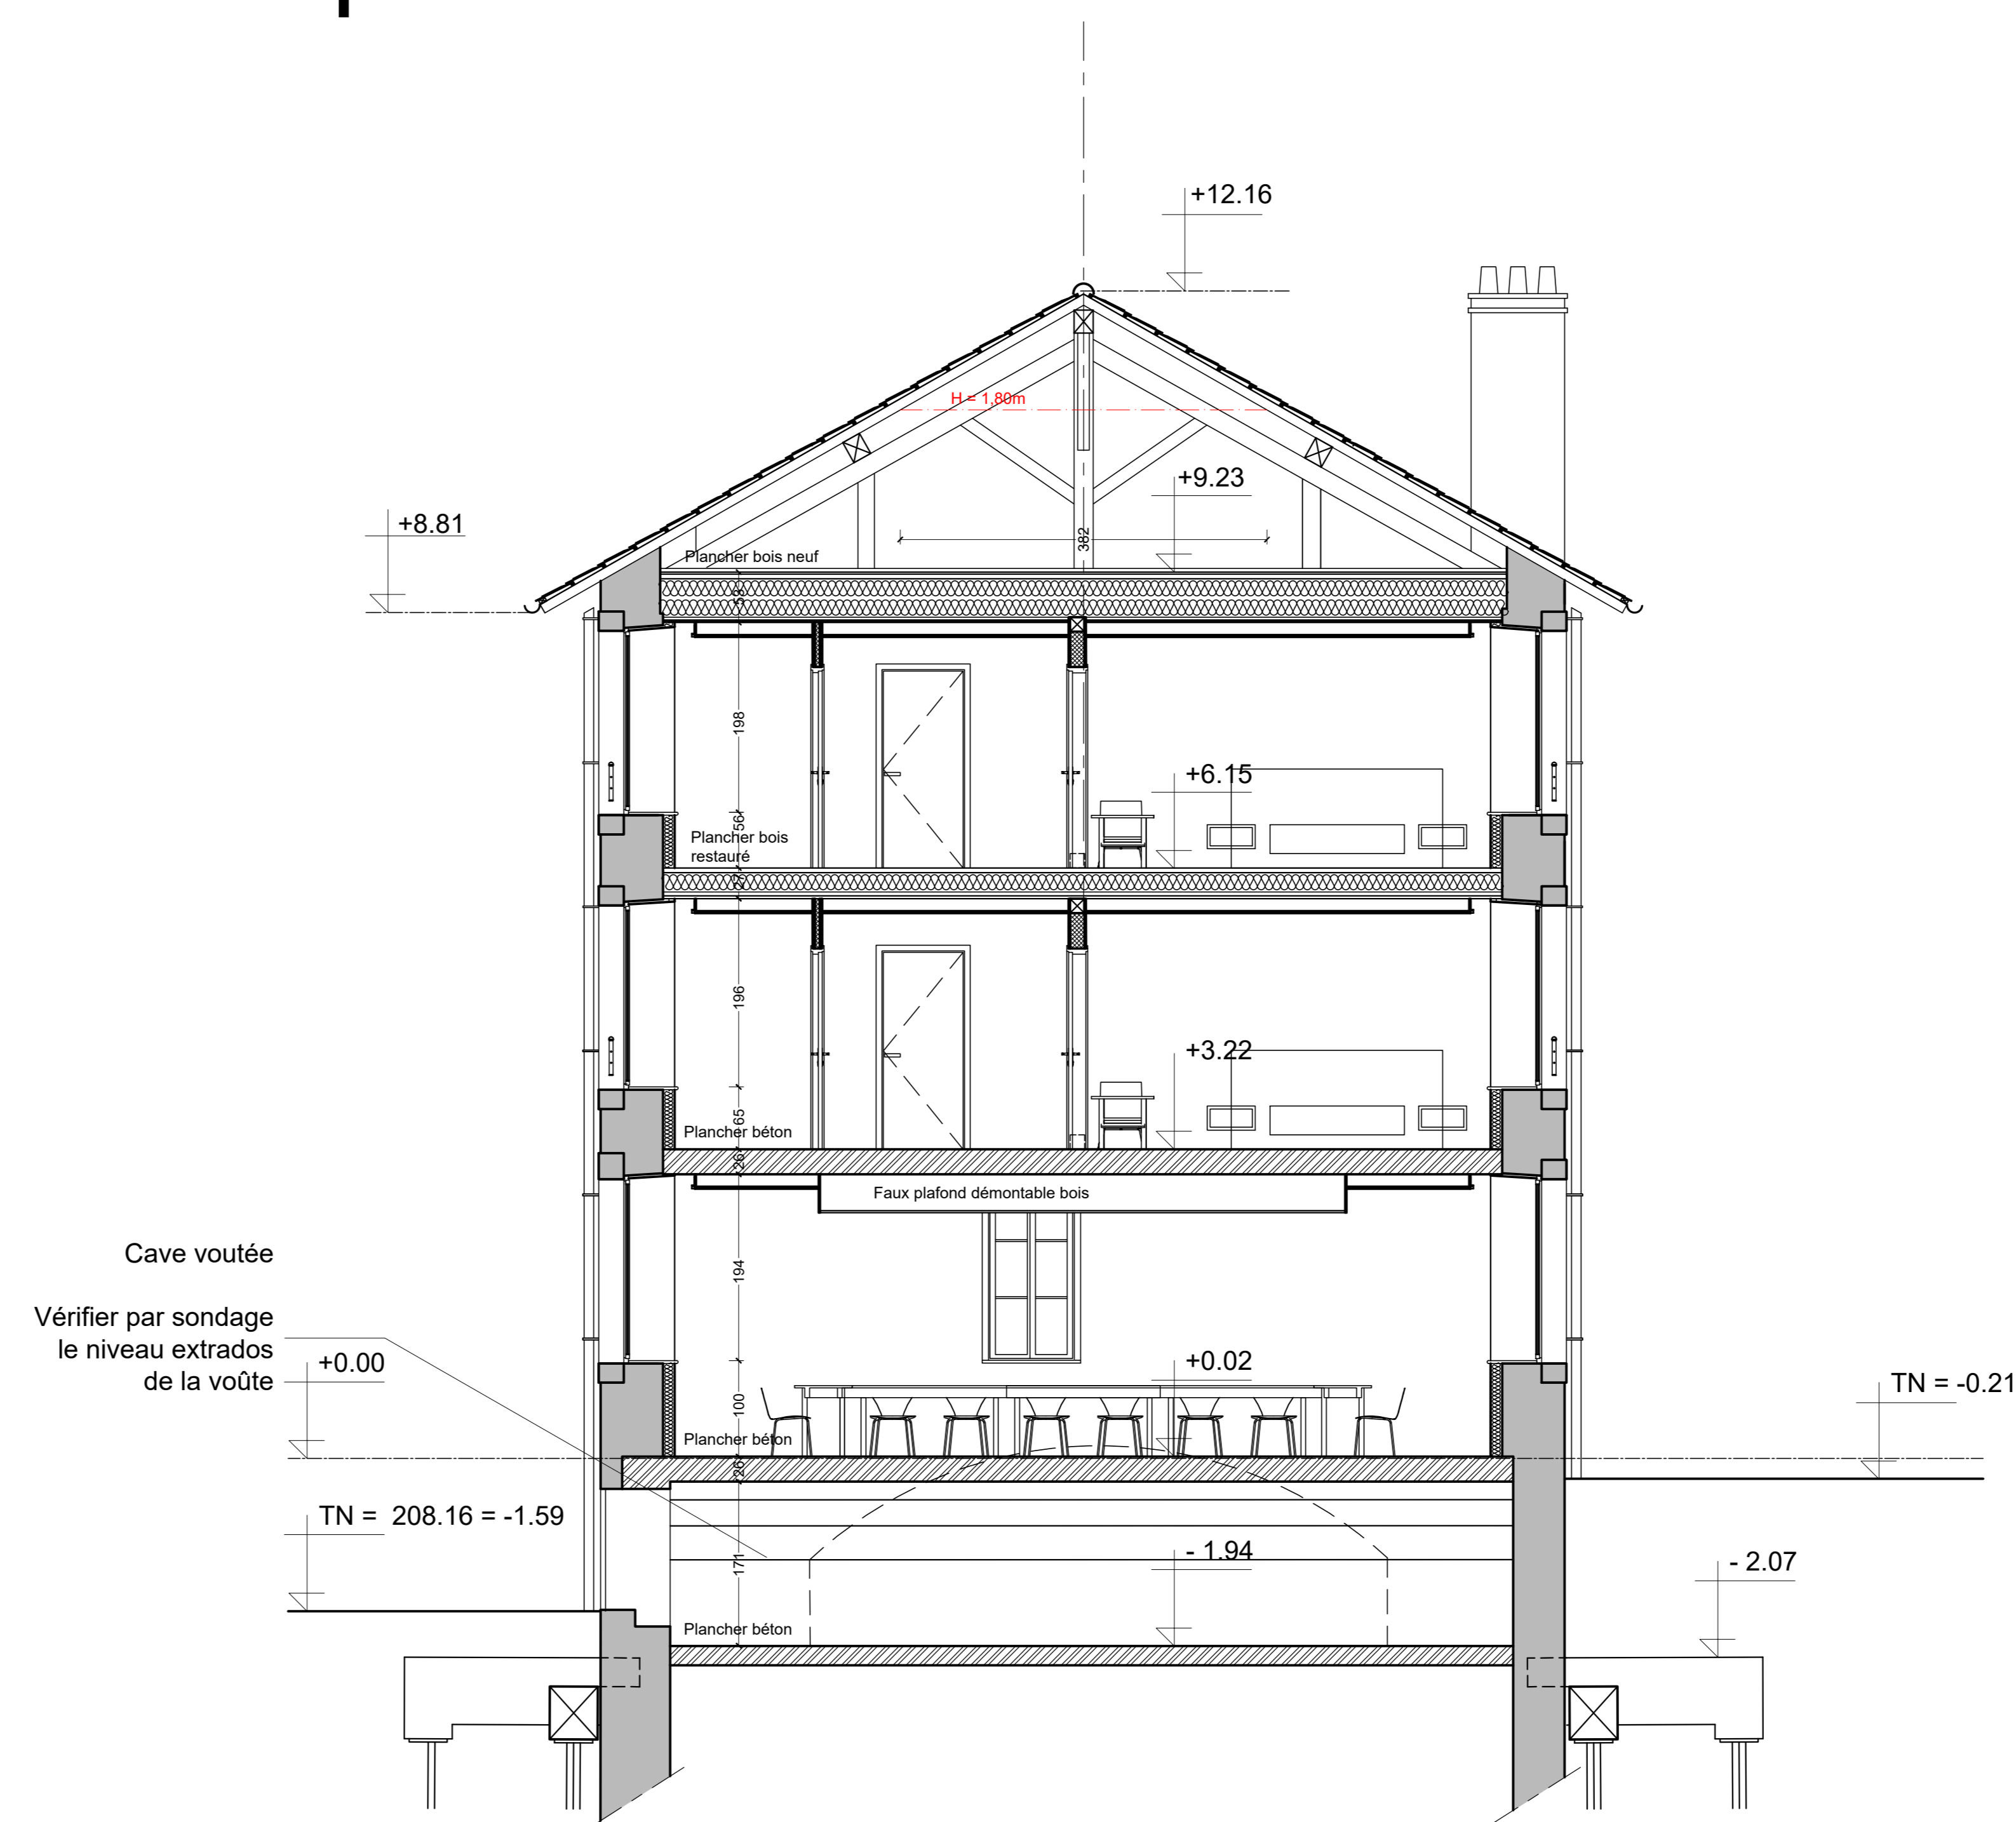 +12.16
H = 1,80m
+9.23
+8.81
382
Plancher bois neuf
53
198
+6.15
56
Plancher bois
restauré
27
196
+3.22
65
Plancher béton
26
Faux plafond démontable bois
194
Cave voutée
Vérifier par sondage
le niveau extrados
de la voûte
+0.00
+0.02
TN = -0.21
100
Plancher béton
26
TN = 208.16 = -1.59
171
- 1.94
- 2.07
Plancher béton